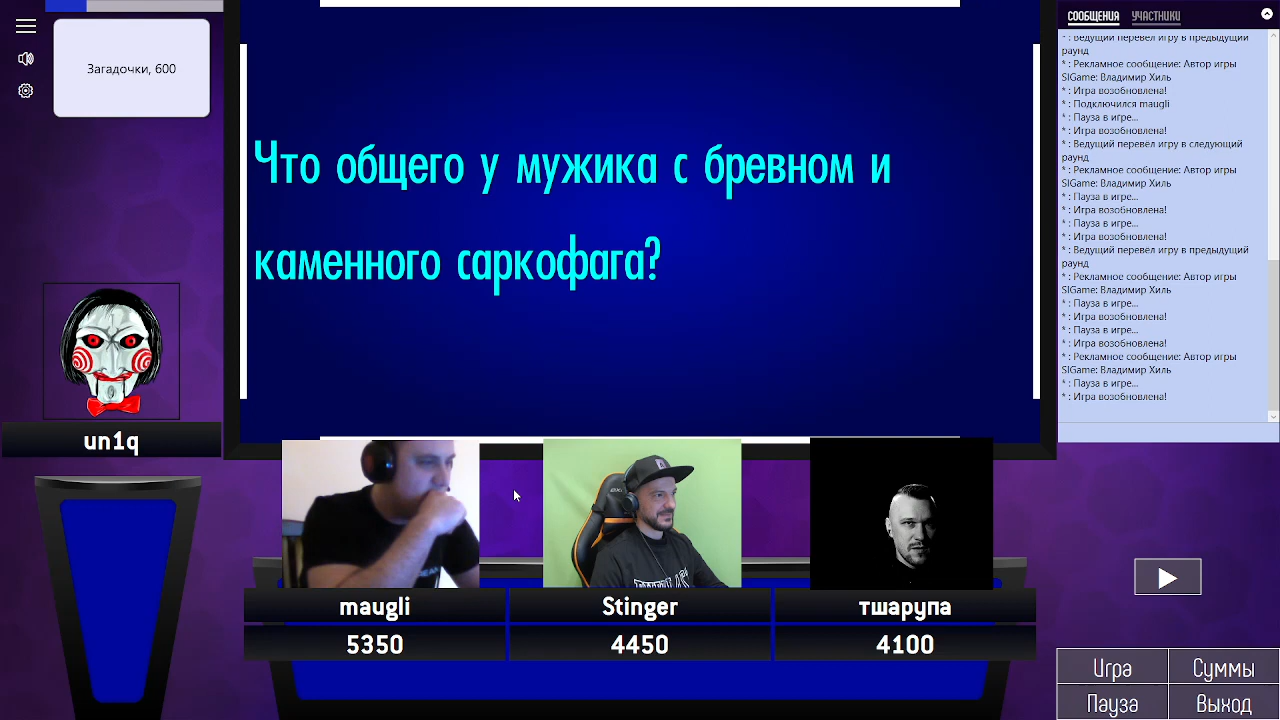 Загадочки, 600
Что общего у мужика с бревном и
каменного саркофага?
un1q
maugli
5350
Stinger
4450
тшарупа
4100
СООБЩЕНИЯ УЧАСТНИКИ
* : Ведущий перевёл игру в предыдущий
раунд
* : Рекламное сообщение: Автор игры
SIGame: Владимир Хиль
* : Игра возобновлена!
* : Подключился maugli
* : Пауза в игре...
* : Игра возобновлена!
* : Ведущий перевёл игру в следующий
раунд
* : Рекламное сообщение: Автор игры
SIGame: Владимир Хиль
* : Пауза в игре...
* : Игра возобновлена!
* : Пауза в игре...
* : Игра возобновлена!
* : Ведущий перевёл игру в предыдущий
раунд
* : Рекламное сообщение: Автор игры
SIGame: Владимир Хиль
* : Пауза в игре...
* : Игра возобновлена!
* : Пауза в игре...
* : Игра возобновлена!
* : Рекламное сообщение: Автор игры
SIGame: Владимир Хиль
* : Пауза в игре...
* : Игра возобновлена!
Игра Суммы
Пауза Выход